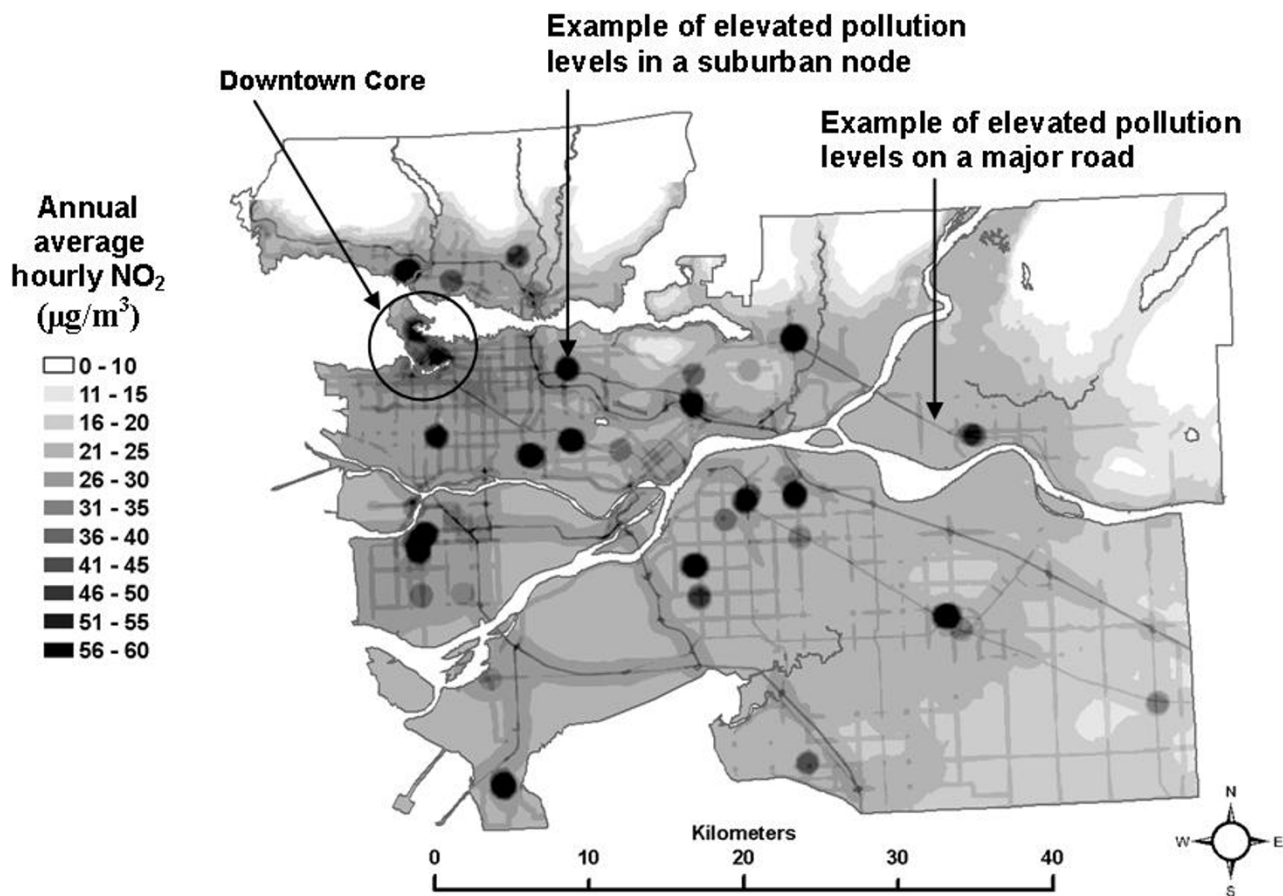 Example of elevated pollution
levels in a suburban node
Downtown Core
Example of elevated pollution
levels on a major road
Annual
average
hourly NO₂
(µg/m³)
0 - 10
11 - 15
16 - 20
21 - 25
26 - 30
31 - 35
36 - 40
41 - 45
46 - 50
51 - 55
56 - 60
Kilometers
0 10 20 30 40
N
W E
S